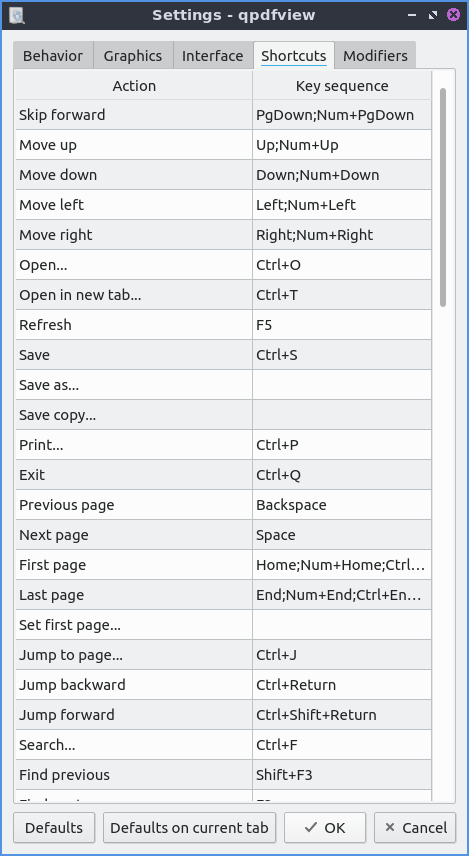 Settings - qpdfview
Behavior Graphics Interface Shortcuts Modifiers
Action Key sequence
Skip forward PgDown;Num+PgDown
Move up Up;Num+Up
Move down Down;Num+Down
Move left Left;Num+Left
Move right Right;Num+Right
Open... Ctrl+O
Open in new tab... Ctrl+T
Refresh F5
Save Ctrl+S
Save as...
Save copy...
Print... Ctrl+P
Exit Ctrl+Q
Previous page Backspace
Next page Space
First page Home;Num+Home;Ctrl...
Last page End;Num+End;Ctrl+En...
Set first page...
Jump to page... Ctrl+J
Jump backward Ctrl+Return
Jump forward Ctrl+Shift+Return
Search... Ctrl+F
Find previous Shift+F3
Defaults Defaults on current tab OK Cancel